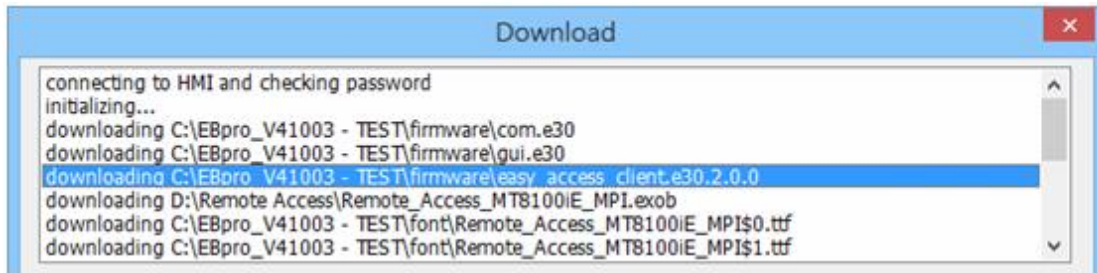 Download
connecting to HMI and checking password
initializing...
downloading C:\EBpro_V41003 - TEST\firmware\com.e30
downloading C:\EBpro_V41003 - TEST\firmware\gui.e30
downloading C:\EBpro_V41003 - TEST\firmware\easy_access_client.e30.2.0.0
downloading D:\Remote Access\Remote_Access_MT8100iE_MPI.exob
downloading C:\EBpro_V41003 - TEST\font\Remote_Access_MT8100iE_MPI$0.ttf
downloading C:\EBpro_V41003 - TEST\font\Remote_Access_MT8100iE_MPI$1.ttf